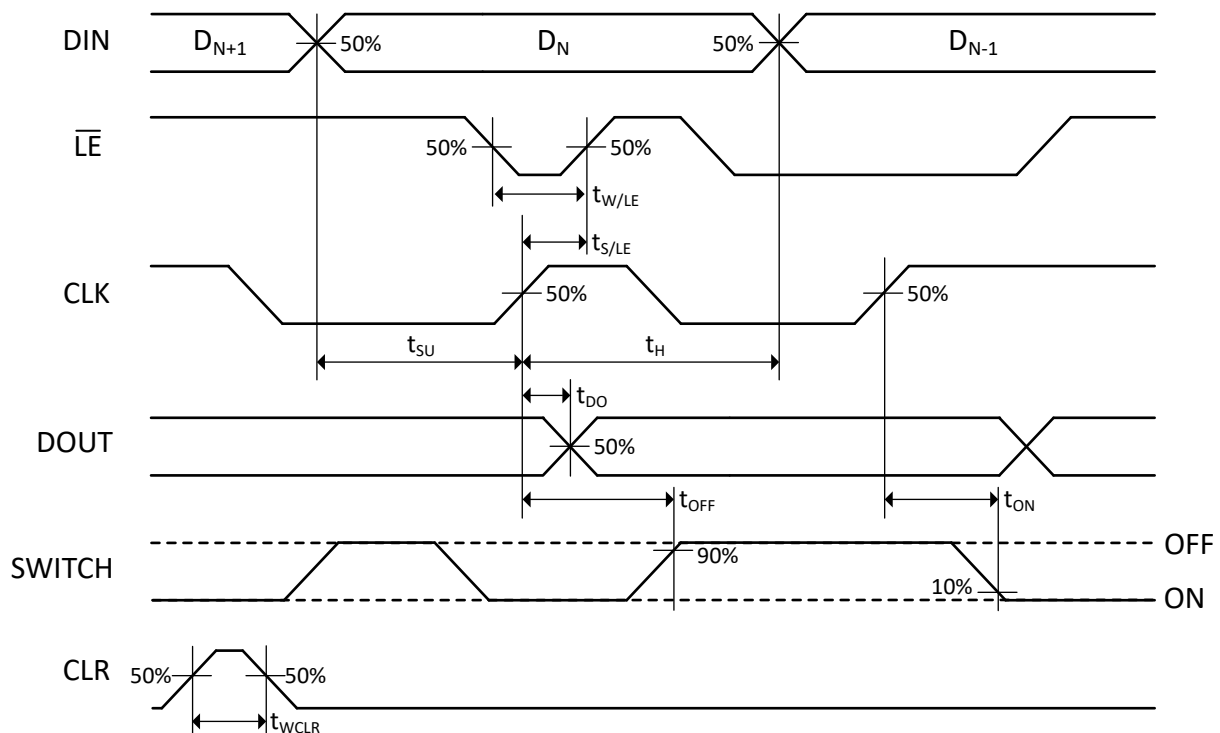 DIN D_{N+1} 50% D_N 50% D_{N-1}
\overline{LE} 50% 50%
t_{W/LE}
t_{S/LE}
CLK 50% 50%
t_{SU} t_H
t_{DO}
DOUT 50%
t_{OFF} t_{ON}
OFF
SWITCH 90%
10%
ON
CLR 50% 50%
t_{WCLR}